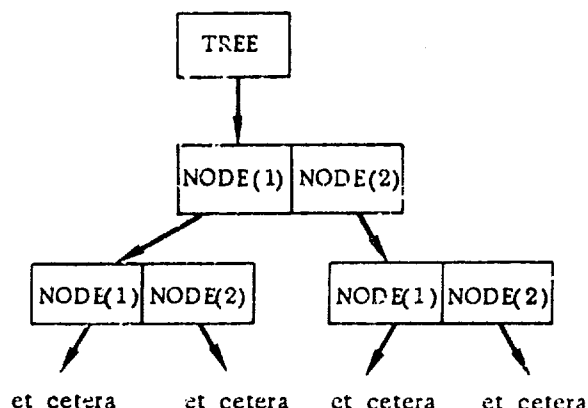 TREE
NODE(1) NODE(2)
NODE(1) NODE(2) NODE(1) NODE(2)
et cetera et cetera et cetera et cetera